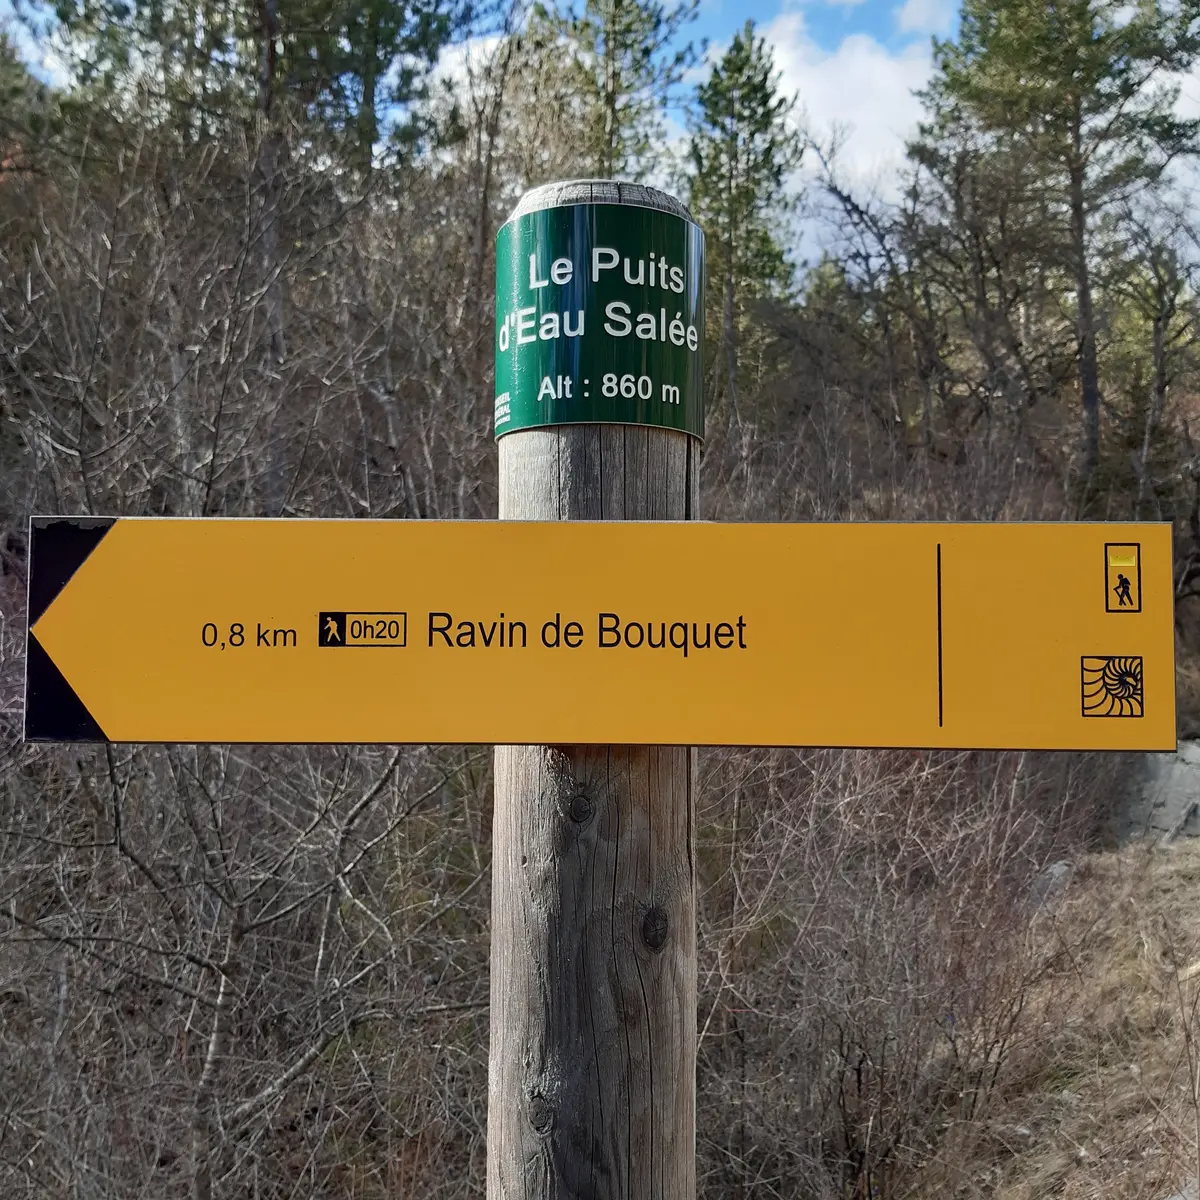 Le Puits
d'Eau Salée
Alt : 860 m
0,8 km 0h20 Ravin de Bouquet